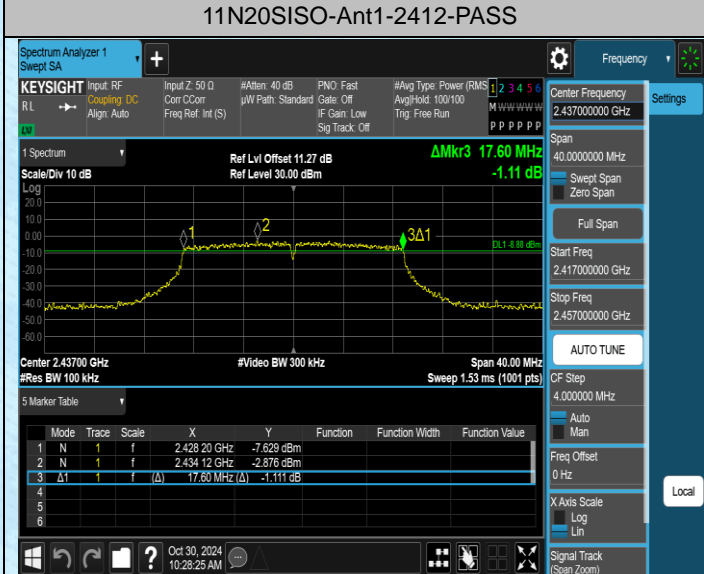 11N20SISO-Ant1-2412-PASS
Spectrum Analyzer 1
Swept SA
Frequency
KEYSIGHT
RL
LXI
Input: RF
Coupling: DC
Align: Auto
Input Z: 50 Ω
Corr CCorr
Freq Ref: Int (S)
#Atten: 40 dB
µW Path: Standard
PNO: Fast
Gate: Off
IF Gain: Low
Sig Track: Off
#Avg Type: Power (RMS
Avg|Hold: 100/100
Trig: Free Run
1 2 3 4 5 6
M W W W W W
P P P P P P
1 Spectrum
Scale/Div 10 dB
Ref Lvl Offset 11.27 dB
Ref Level 30.00 dBm
ΔMkr3 17.60 MHz
-1.11 dB
Log
20.0
10.0
0.00
-10.0
-20.0
-30.0
-40.0
-50.0
-60.0
1
2
3Δ1
DL1 -8.88 dBm
Center 2.43700 GHz
#Res BW 100 kHz
#Video BW 300 kHz
Span 40.00 MHz
Sweep 1.53 ms (1001 pts)
5 Marker Table
Mode Trace Scale X Y Function Function Width Function Value
1 N 1 f 2.428 20 GHz -7.629 dBm
2 N 1 f 2.434 12 GHz -2.876 dBm
3 Δ1 1 f (Δ) 17.60 MHz (Δ) -1.111 dB
4
5
6
Center Frequency
2.437000000 GHz
Settings
Span
40.0000000 MHz
Swept Span
Zero Span
Full Span
Start Freq
2.417000000 GHz
Stop Freq
2.457000000 GHz
AUTO TUNE
CF Step
4.000000 MHz
Auto
Man
Freq Offset
0 Hz
X Axis Scale
Log
Lin
Local
Signal Track
(Span Zoom)
?
Oct 30, 2024
10:28:25 AM